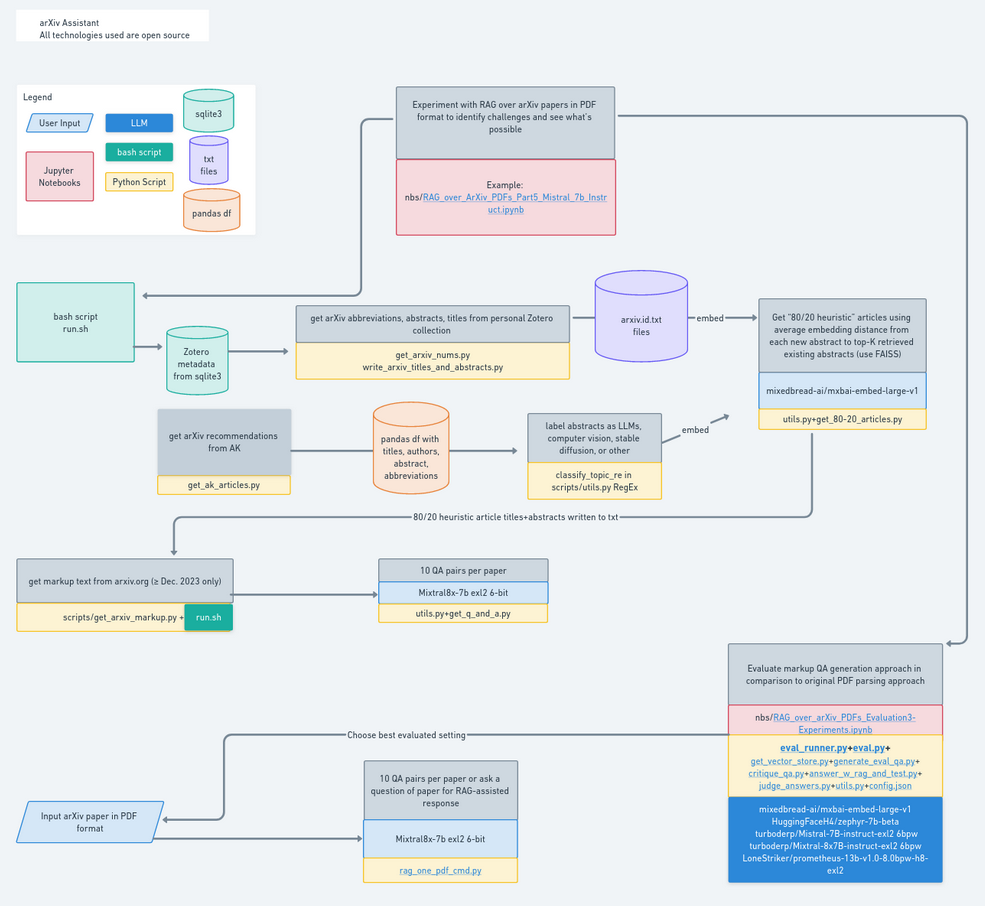 arXiv Assistant
All technologies used are open source
Legend
User Input
LLM
sqlite3
bash script
Jupyter
Notebooks
txt
files
Python Script
pandas df
Experiment with RAG over arXiv papers in PDF
format to identify challenges and see what's
possible
Example:
nbs/RAG_over_ArXiv_PDFs_Part5_Mistral_7b_Instr
uct.ipynb
bash script
run.sh
Zotero
metadata
from sqlite3
get arXiv abbreviations, abstracts, titles from personal Zotero
collection
get_arxiv_nums.py
write_arxiv_titles_and_abstracts.py
arxiv.id.txt
files
embed
Get "80/20 heuristic" articles using
average embedding distance from
each new abstract to top-K retrieved
existing abstracts (use FAISS)
mixedbread-ai/mxbai-embed-large-v1
utils.py+get_80-20_articles.py
get arXiv recommendations
from AK
get_ak_articles.py
pandas df with
titles, authors,
abstract,
abbreviations
label abstracts as LLMs,
computer vision, stable
diffusion, or other
classify_topic_re in
scripts/utils.py RegEx
embed
80/20 heuristic article titles+abstracts written to txt
get markup text from arxiv.org (≥ Dec. 2023 only)
scripts/get_arxiv_markup.py +
run.sh
10 QA pairs per paper
Mixtral8x-7b exl2 6-bit
utils.py+get_q_and_a.py
Evaluate markup QA generation approach in
comparison to original PDF parsing approach
nbs/RAG_over_arXiv_PDFs_Evaluation3-
Experiments.ipynb
eval_runner.py+eval.py+
get_vector_store.py+generate_eval_qa.py+
critique_qa.py+answer_w_rag_and_test.py+
judge_answers.py+utils.py+config.json
mixedbread-ai/mxbai-embed-large-v1
HuggingFaceH4/zephyr-7b-beta
turboderp/Mistral-7B-instruct-exl2 6bpw
turboderp/Mixtral-8x7B-instruct-exl2 6bpw
LoneStriker/prometheus-13b-v1.0-8.0bpw-h8-
exl2
Choose best evaluated setting
Input arXiv paper in PDF
format
10 QA pairs per paper or ask a
question of paper for RAG-assisted
response
Mixtral8x-7b exl2 6-bit
rag_one_pdf_cmd.py